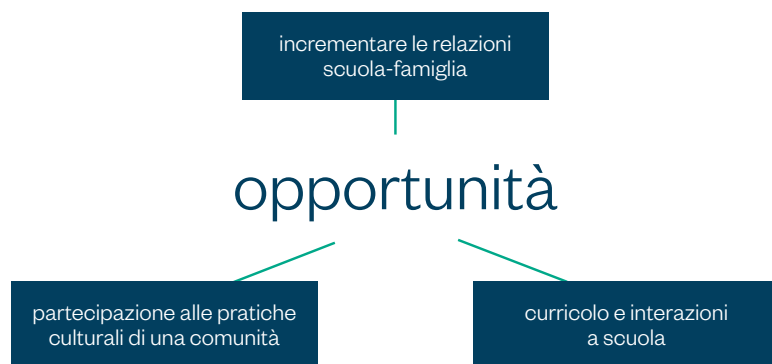 incrementare le relazioni
scuola-famiglia
opportunità
partecipazione alle pratiche
culturali di una comunità
curricolo e interazioni
a scuola